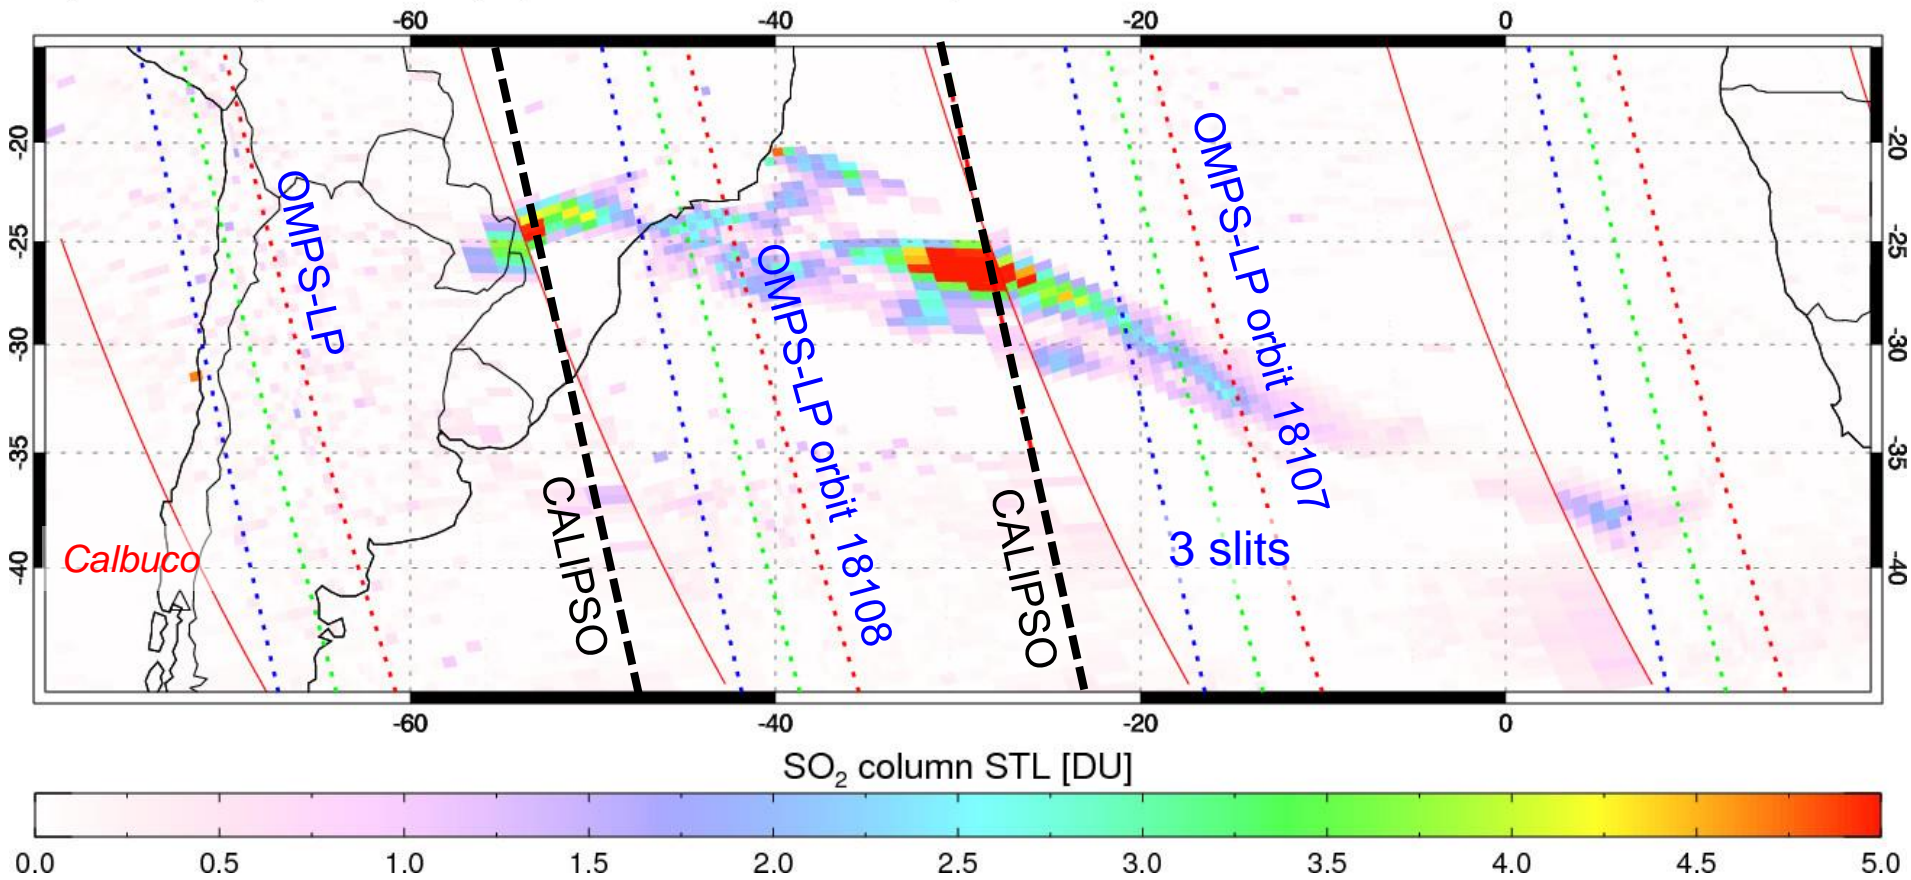 -60 -40 -20 0
-20 -20
-25 -25
-30 -30
-35 -35
-40 -40
OMPS-LP
OMPS-LP orbit 18108
OMPS-LP orbit 18107
CALIPSO
CALIPSO
3 slits
Calbuco
-60 -40 -20 0
SO₂ column STL [DU]
0.0 0.5 1.0 1.5 2.0 2.5 3.0 3.5 4.0 4.5 5.0